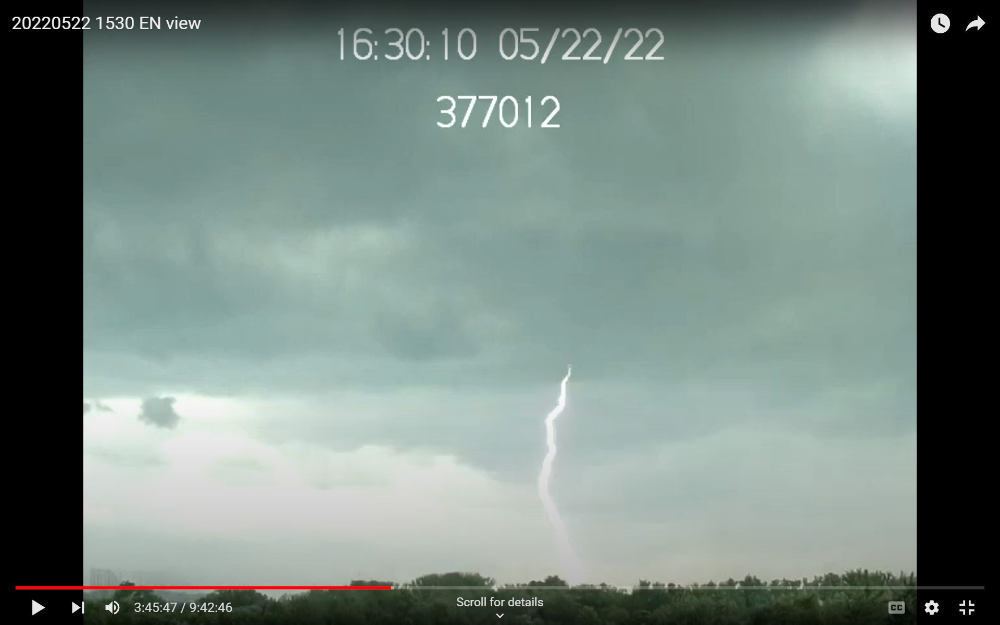 20220522 1530 EN view
16:30:10 05/22/22
377012
3:45:47 / 9:42:46
Scroll for details
CC